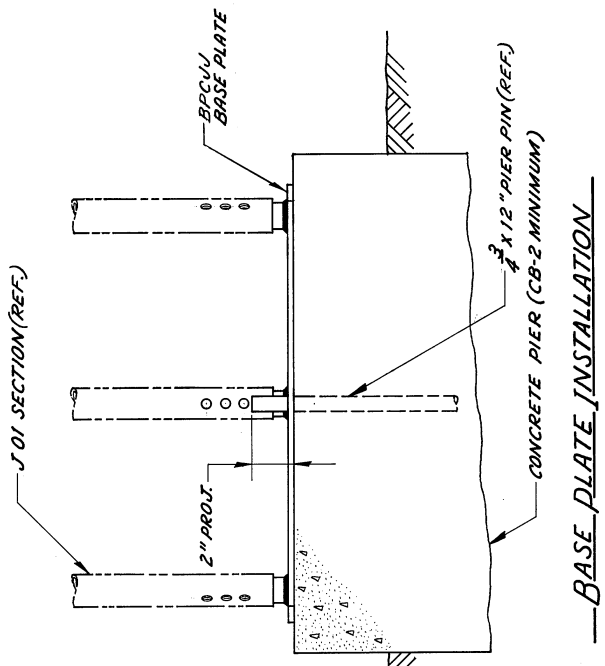 J 01 SECTION (REF.)
BPCUJ
BASE PLATE
2" PROJ.
3/4 X 12" PIER PIN (REF.)
CONCRETE PIER (CB-2 MINIMUM)
BASE PLATE INSTALLATION